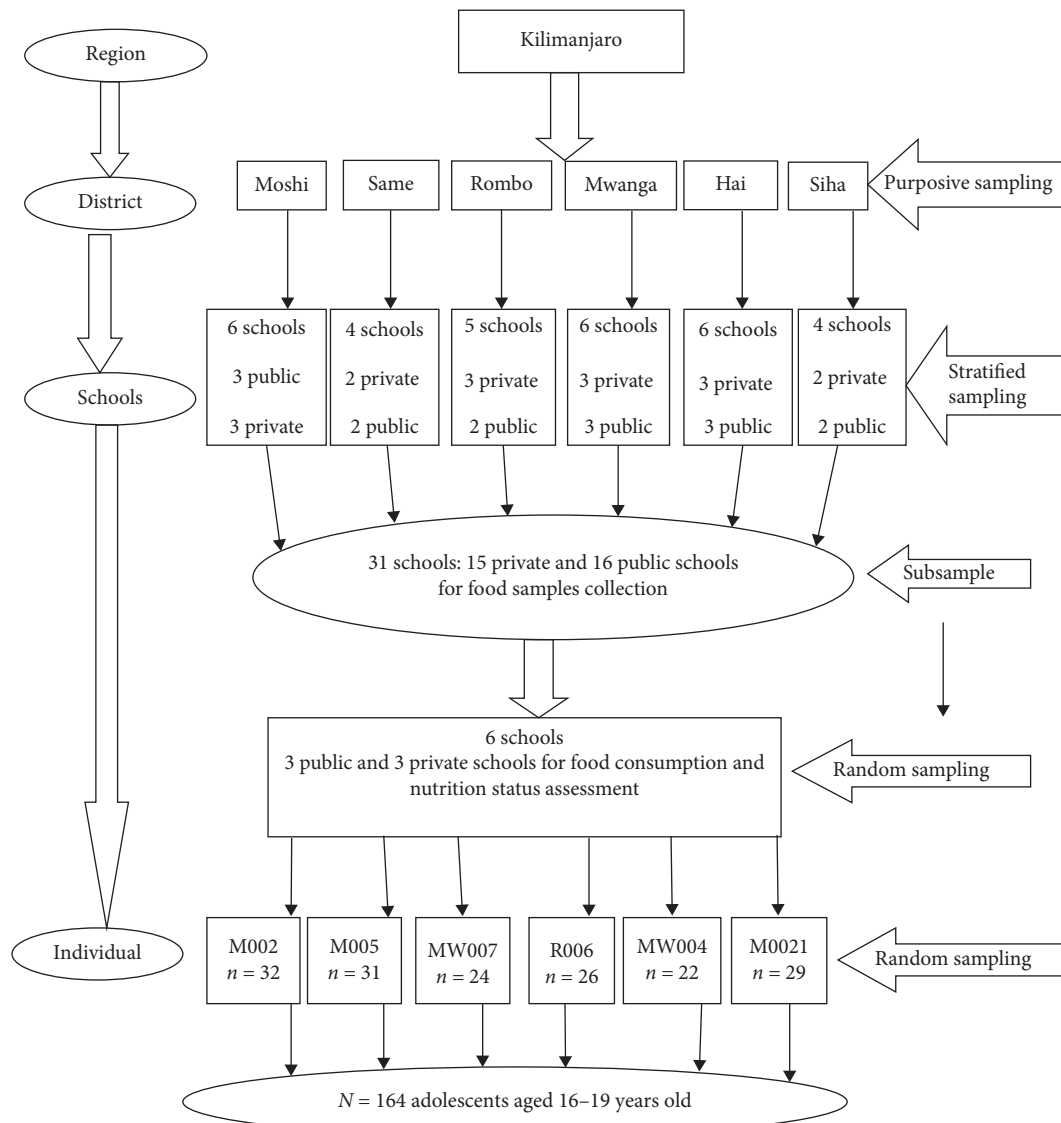 Region
Kilimanjaro
District
Moshi
Same
Rombo
Mwanga
Hai
Siha
Purposive sampling
Schools
6 schools
3 public
3 private
4 schools
2 private
2 public
5 schools
3 private
2 public
6 schools
3 private
3 public
6 schools
3 private
3 public
4 schools
2 private
2 public
Stratified
sampling
31 schools: 15 private and 16 public schools
for food samples collection
Subsample
6 schools
3 public and 3 private schools for food consumption and
nutrition status assessment
Random sampling
Individual
M002
n = 32
M005
n = 31
MW007
n = 24
R006
n = 26
MW004
n = 22
M0021
n = 29
Random sampling
N = 164 adolescents aged 16–19 years old